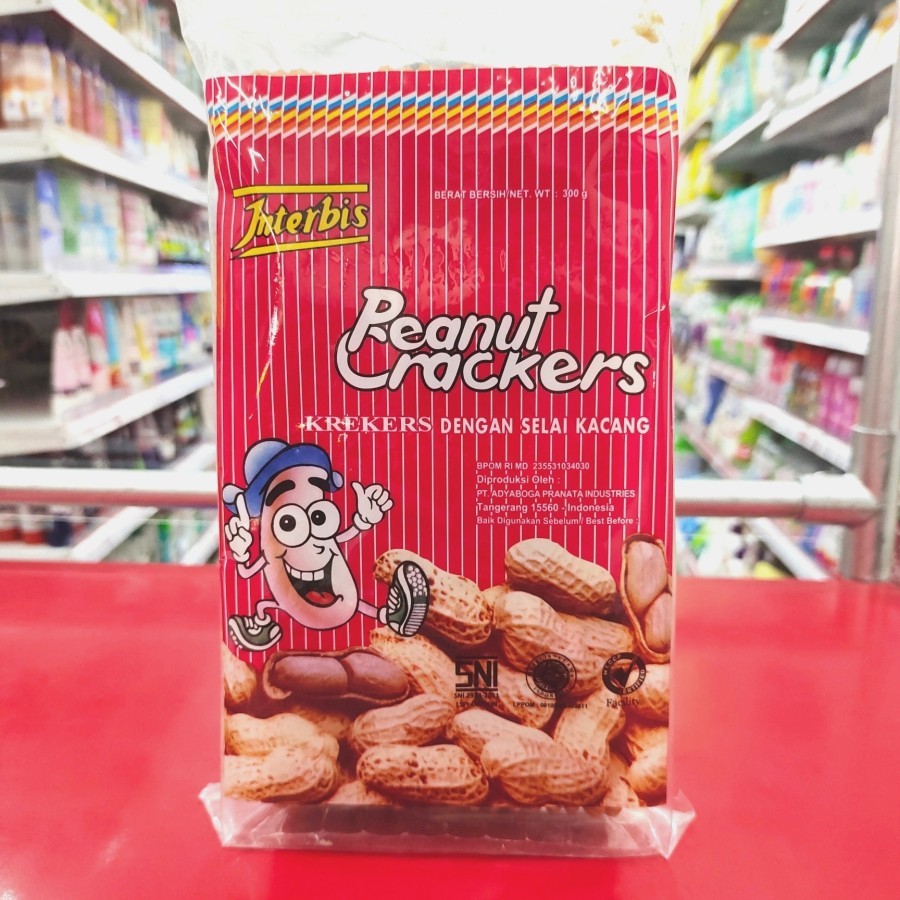 Interbis
BERAT BERSIH/NET. WT : 300 g
Peanut
Crackers
KREKERS DENGAN SELAI KACANG
BPOM RI MD 235531034030
Diproduksi Oleh :
PT. ADYABOGA PRANATA INDUSTRIES
Tangerang 15560 - Indonesia
Baik Digunakan Sebelum / Best Before :
SNI
Facility